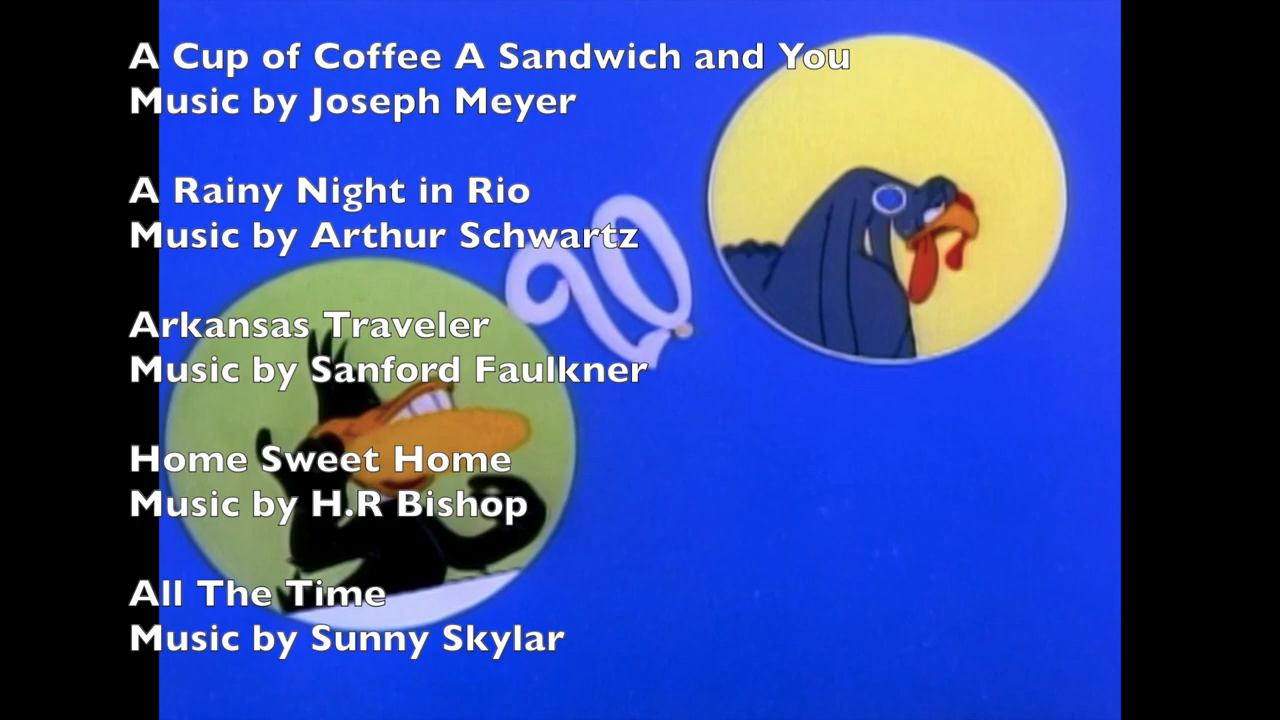 A Cup of Coffee A Sandwich and You
Music by Joseph Meyer
A Rainy Night in Rio
Music by Arthur Schwartz
Arkansas Traveler
Music by Sanford Faulkner
Home Sweet Home
Music by H.R Bishop
All The Time
Music by Sunny Skylar